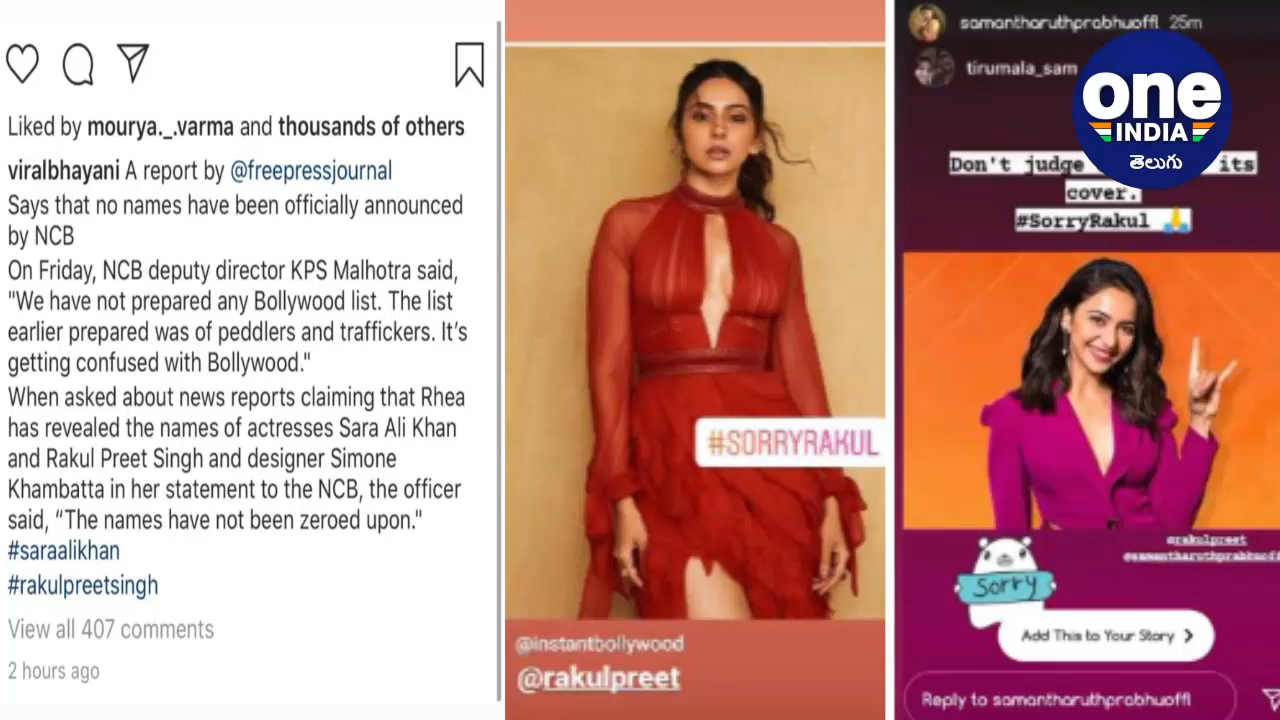 Liked by mourya._.varma and thousands of others
viralbhayani A report by @freepressjournal
Says that no names have been officially announced
by NCB
On Friday, NCB deputy director KPS Malhotra said,
"We have not prepared any Bollywood list. The list
earlier prepared was of peddlers and traffickers. It’s
getting confused with Bollywood."
When asked about news reports claiming that Rhea
has revealed the names of actresses Sara Ali Khan
and Rakul Preet Singh and designer Simone
Khambatta in her statement to the NCB, the officer
said, “The names have not been zeroed upon."
#saraalikhan
#rakulpreetsingh
View all 407 comments
2 hours ago
#SORRYRAKUL
@instantbollywood
@rakulpreet
samantharuthprabhuoffl 25m
tirumala_sam
one
INDIA
తెలుగు
Don't judge its
cover.
#SorryRakul 🙏
@rakulpreet
@samantharuthprabhuoff
Sorry
Add This to Your Story >
Reply to samantharuthprabhuoffl